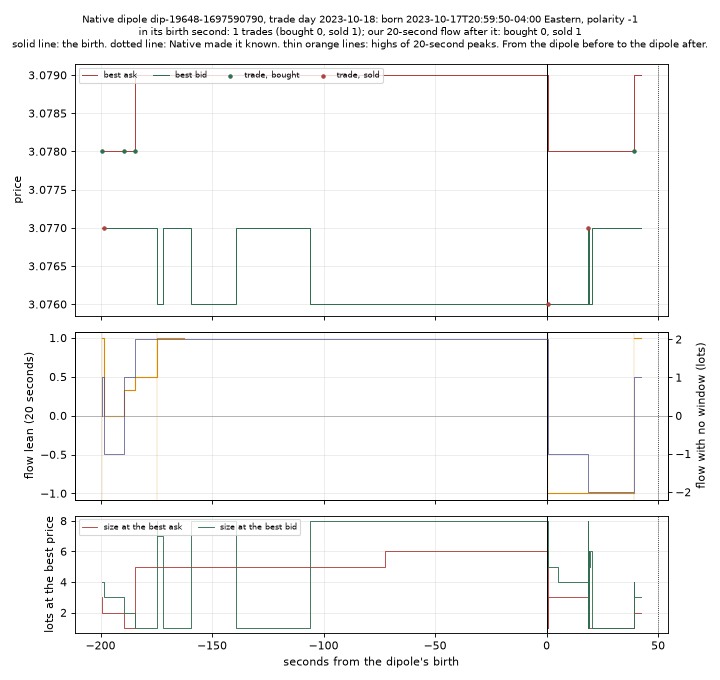 Native dipole dip-19648-1697590790, trade day 2023-10-18: born 2023-10-17T20:59:50-04:00 Eastern, polarity -1
in its birth second: 1 trades (bought 0, sold 1); our 20-second flow after it: bought 0, sold 1
solid line: the birth. dotted line: Native made it known. thin orange lines: highs of 20-second peaks. From the dipole before to the dipole after.
best ask best bid trade, bought trade, sold
3.0790
3.0785
3.0780
3.0775
3.0770
3.0765
3.0760
price
1.0
0.5
0.0
−0.5
−1.0
flow lean (20 seconds)
2
1
0
−1
−2
flow with no window (lots)
size at the best ask size at the best bid
8
6
4
2
lots at the best price
−200 −150 −100 −50 0 50
seconds from the dipole's birth